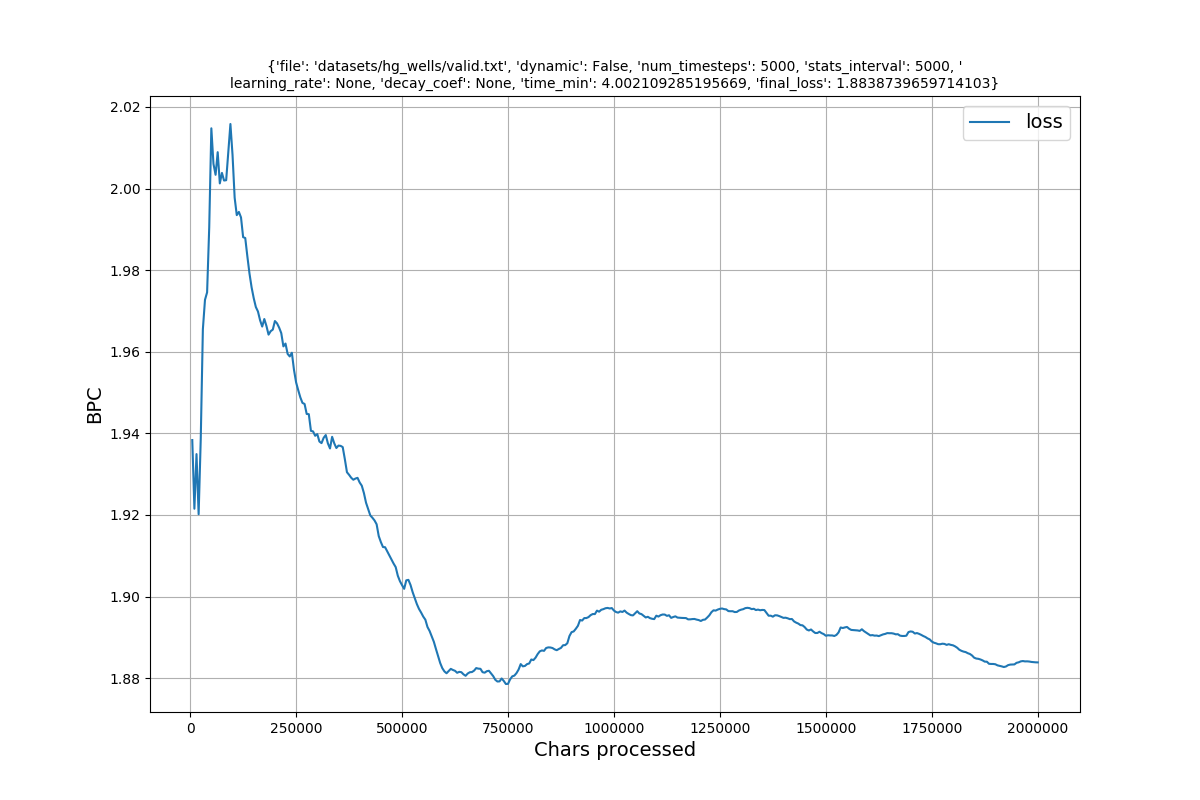 {'file': 'datasets/hg_wells/valid.txt', 'dynamic': False, 'num_timesteps': 5000, 'stats_interval': 5000, '
learning_rate': None, 'decay_coef': None, 'time_min': 4.002109285195669, 'final_loss': 1.8838739659714103}
loss
2.02
2.00
1.98
1.96
1.94
1.92
1.90
1.88
BPC
0 250000 500000 750000 1000000 1250000 1500000 1750000 2000000
Chars processed